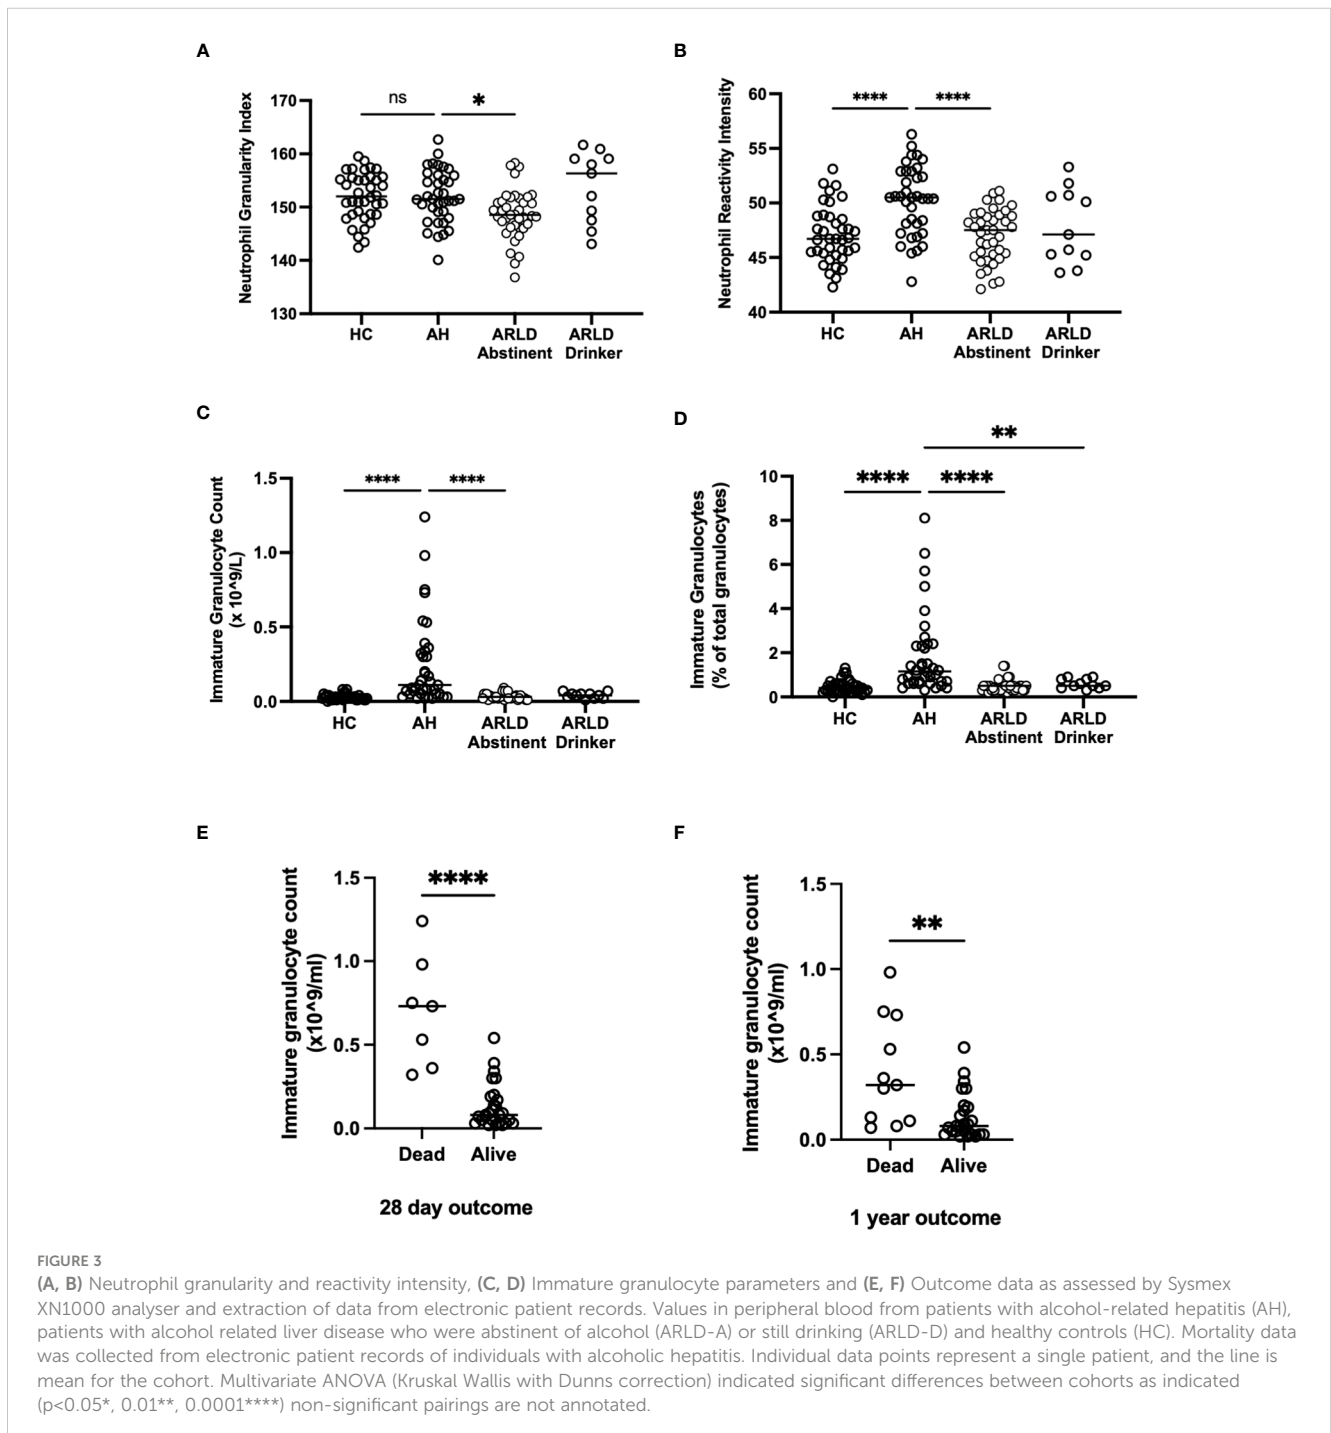 A
Neutrophil Granularity Index
170
160
150
140
130
ns
*
HC
AH
ARLD
Abstinent
ARLD
Drinker
B
Neutrophil Reactivity Intensity
60
55
50
45
40
****
****
HC
AH
ARLD
Abstinent
ARLD
Drinker
C
Immature Granulocyte Count
(x 10^9/L)
1.5
1.0
0.5
0.0
****
****
HC
AH
ARLD
Abstinent
ARLD
Drinker
D
Immature Granulocytes
(% of total granulocytes)
10
8
6
4
2
0
**
****
****
HC
AH
ARLD
Abstinent
ARLD
Drinker
E
Immature granulocyte count
(x10^9/ml)
1.5
1.0
0.5
0.0
****
Dead
Alive
28 day outcome
F
Immature granulocyte count
(x10^9/ml)
1.5
1.0
0.5
0.0
**
Dead
Alive
1 year outcome
FIGURE 3
(A, B) Neutrophil granularity and reactivity intensity, (C, D) Immature granulocyte parameters and (E, F) Outcome data as assessed by Sysmex
XN1000 analyser and extraction of data from electronic patient records. Values in peripheral blood from patients with alcohol-related hepatitis (AH),
patients with alcohol related liver disease who were abstinent of alcohol (ARLD-A) or still drinking (ARLD-D) and healthy controls (HC). Mortality data
was collected from electronic patient records of individuals with alcoholic hepatitis. Individual data points represent a single patient, and the line is
mean for the cohort. Multivariate ANOVA (Kruskal Wallis with Dunns correction) indicated significant differences between cohorts as indicated
(p<0.05*, 0.01**, 0.0001****) non-significant pairings are not annotated.